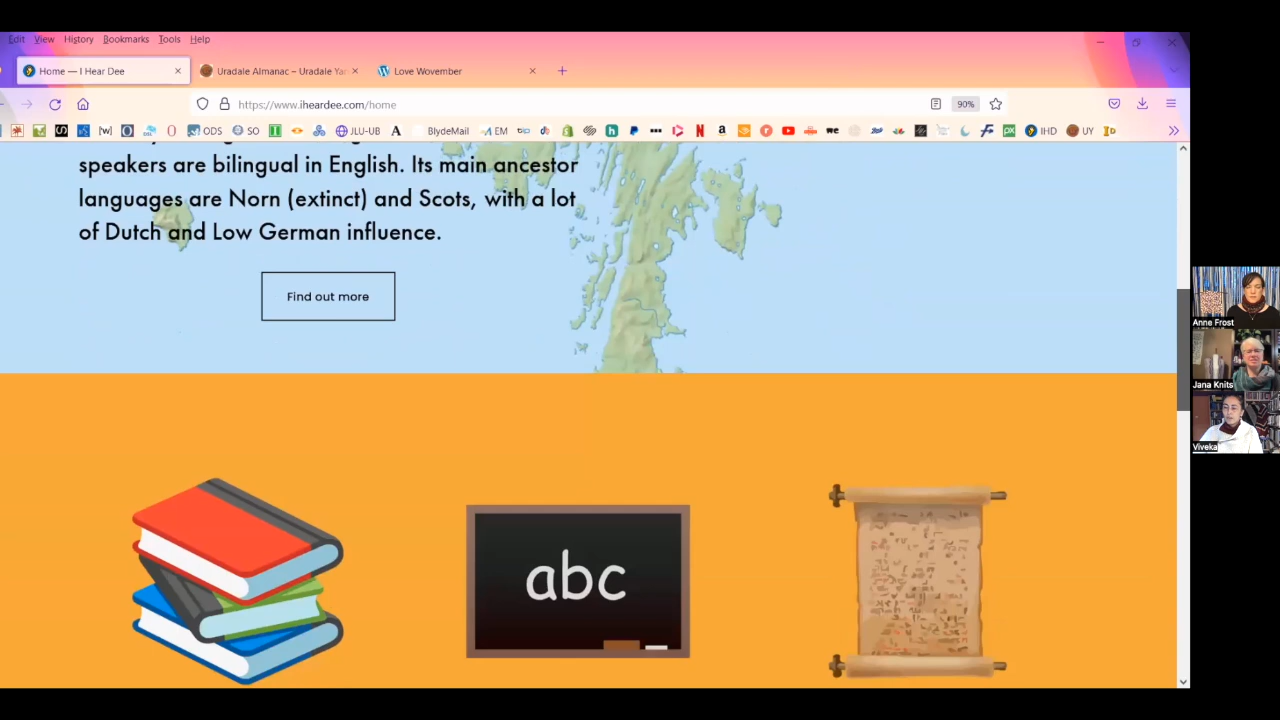 Edit View History Bookmarks Tools Help
Home — I Hear Dee
Uradale Almanac – Uradale Yar
Love Wovember
https://www.iheardee.com/home
90%
[w] ODS SO JLU-UB A BlydeMail EM we IHD UY
speakers are bilingual in English. Its main ancestor
languages are Norn (extinct) and Scots, with a lot
of Dutch and Low German influence.
Find out more
abc
Anne Frost
Jana Knits
Viveka